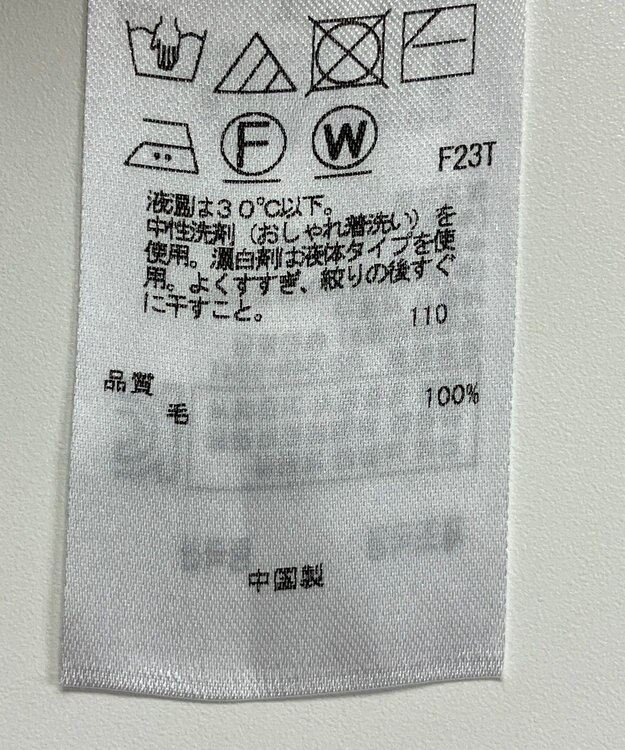 F W F23T
液温は30℃以下。
中性洗剤（おしゃれ着洗い）を
使用。漂白剤は液体タイプを使
用。よくすすぎ、絞りの後すぐ
に干すこと。
110
品質
毛 100%
中国製